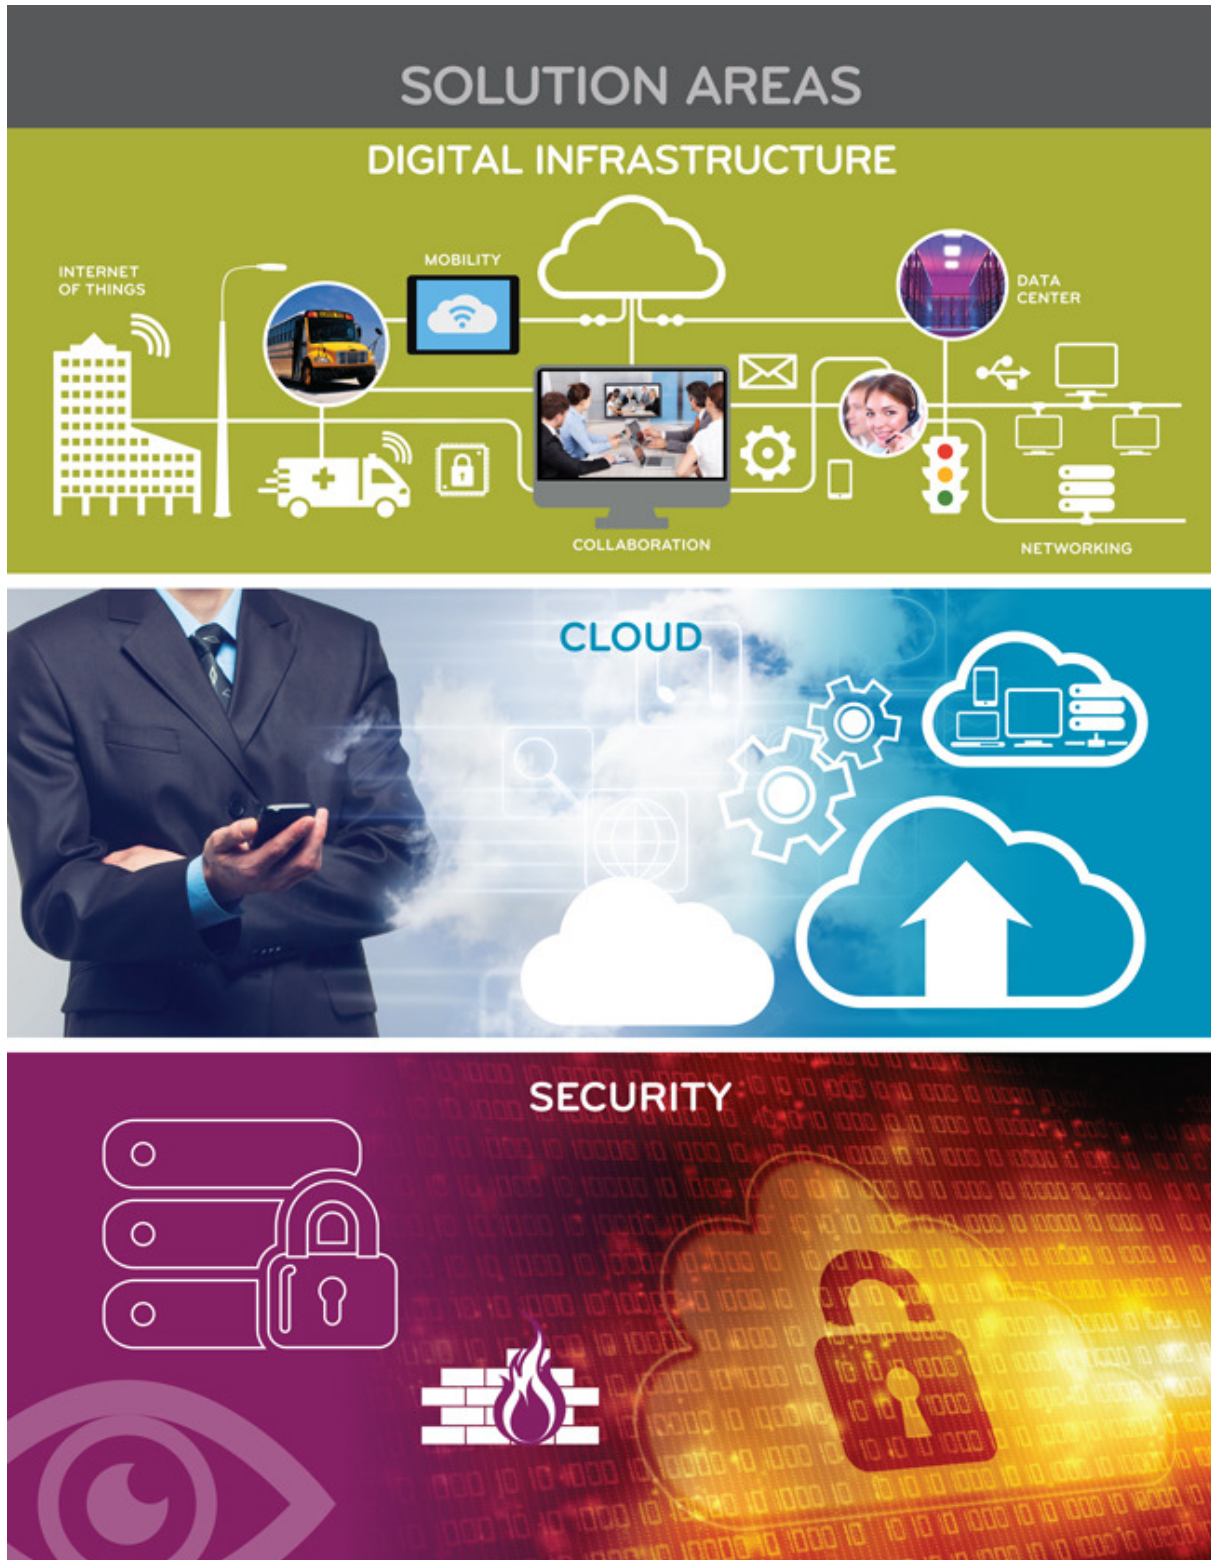 SOLUTION AREAS
DIGITAL INFRASTRUCTURE
INTERNET
OF THINGS
MOBILITY
DATA
CENTER
COLLABORATION
NETWORKING
CLOUD
SECURITY